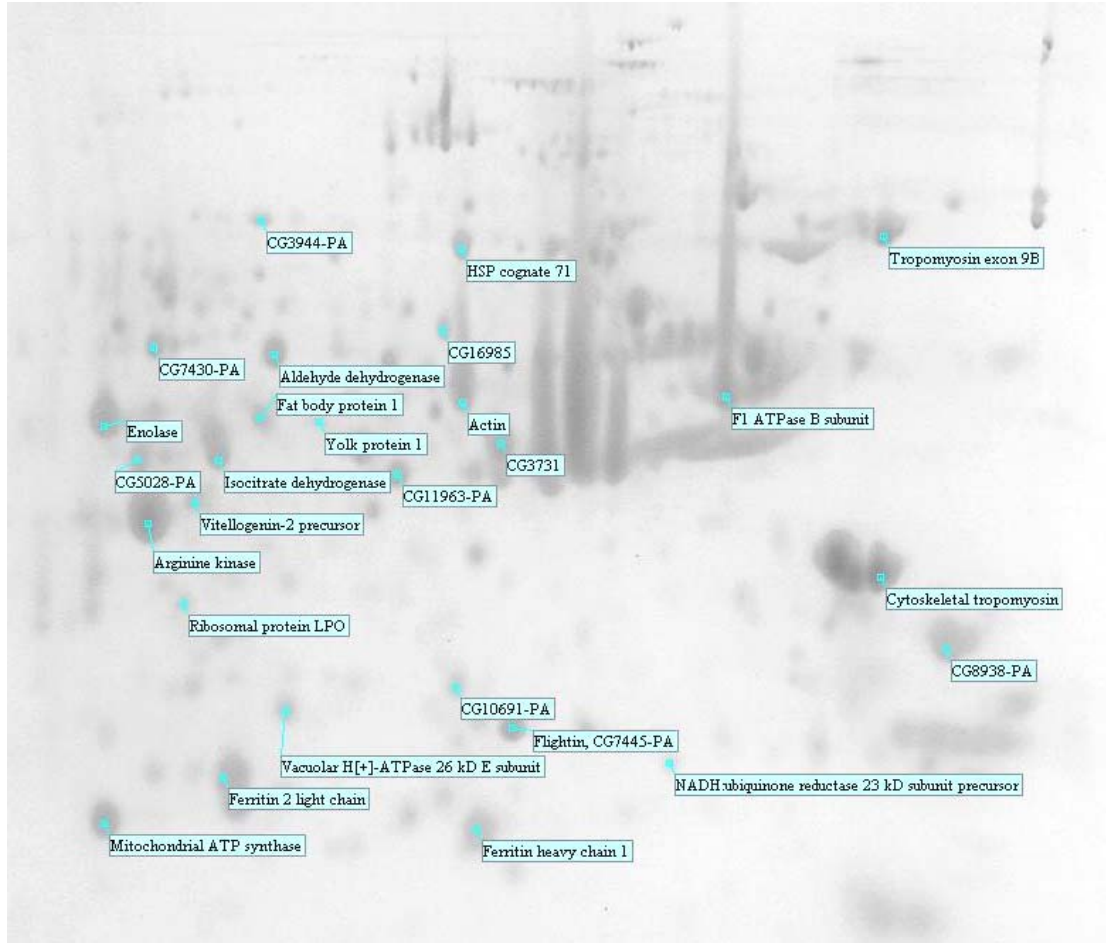 CG3944-PA
HSP cognate 71
Tropomyosin exon 9B
CG16985
CG7430-PA
Aldehyde dehydrogenase
Fat body protein 1
Actin
F1 ATPase B subunit
Enolase
Yolk protein 1
CG3731
CG5028-PA
Isocitrate dehydrogenase
CG11963-PA
Vitellogenin-2 precursor
Arginine kinase
Cytoskeletal tropomyosin
Ribosomal protein LPO
CG8938-PA
CG10691-PA
Flightin, CG7445-PA
Vacuolar H[+]-ATPase 26 kD E subunit
NADH:ubiquinone reductase 23 kD subunit precursor
Ferritin 2 light chain
Mitochondrial ATP synthase
Ferritin heavy chain 1